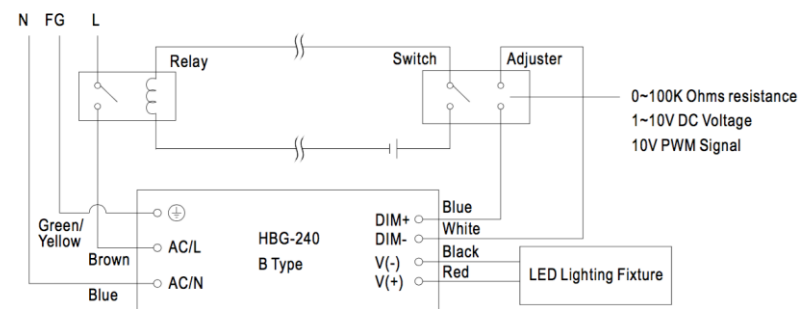 N FG L
Relay
Switch
Adjuster
0~100K Ohms resistance
1~10V DC Voltage
10V PWM Signal
Green/
Yellow
Brown
Blue
AC/L
AC/N
HBG-240
B Type
DIM+
DIM-
V(-)
V(+)
Blue
White
Black
Red
LED Lighting Fixture